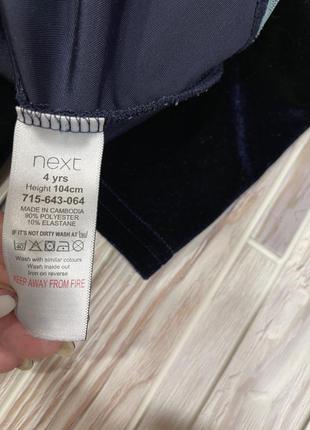 next
4 yrs
Height 104cm
715-643-064
MADE IN CAMBODIA
90% POLYESTER
10% ELASTANE
IF IT'S NOT DIRTY WASH AT
Wash with similar colours
Wash inside out
Iron on reverse
KEEP AWAY FROM FIRE